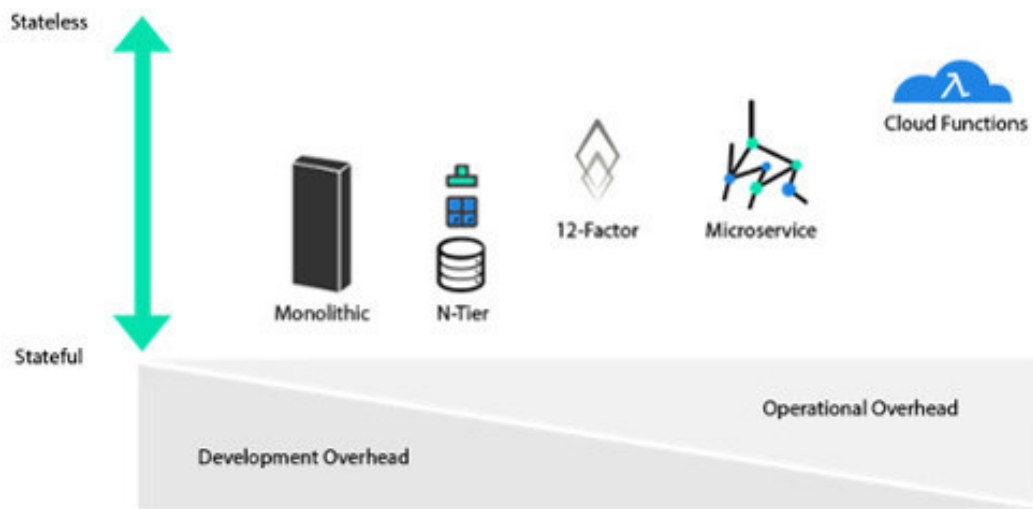 Stateless
λ
Cloud Functions
12-Factor
Microservice
Monolithic
N-Tier
Stateful
Operational Overhead
Development Overhead